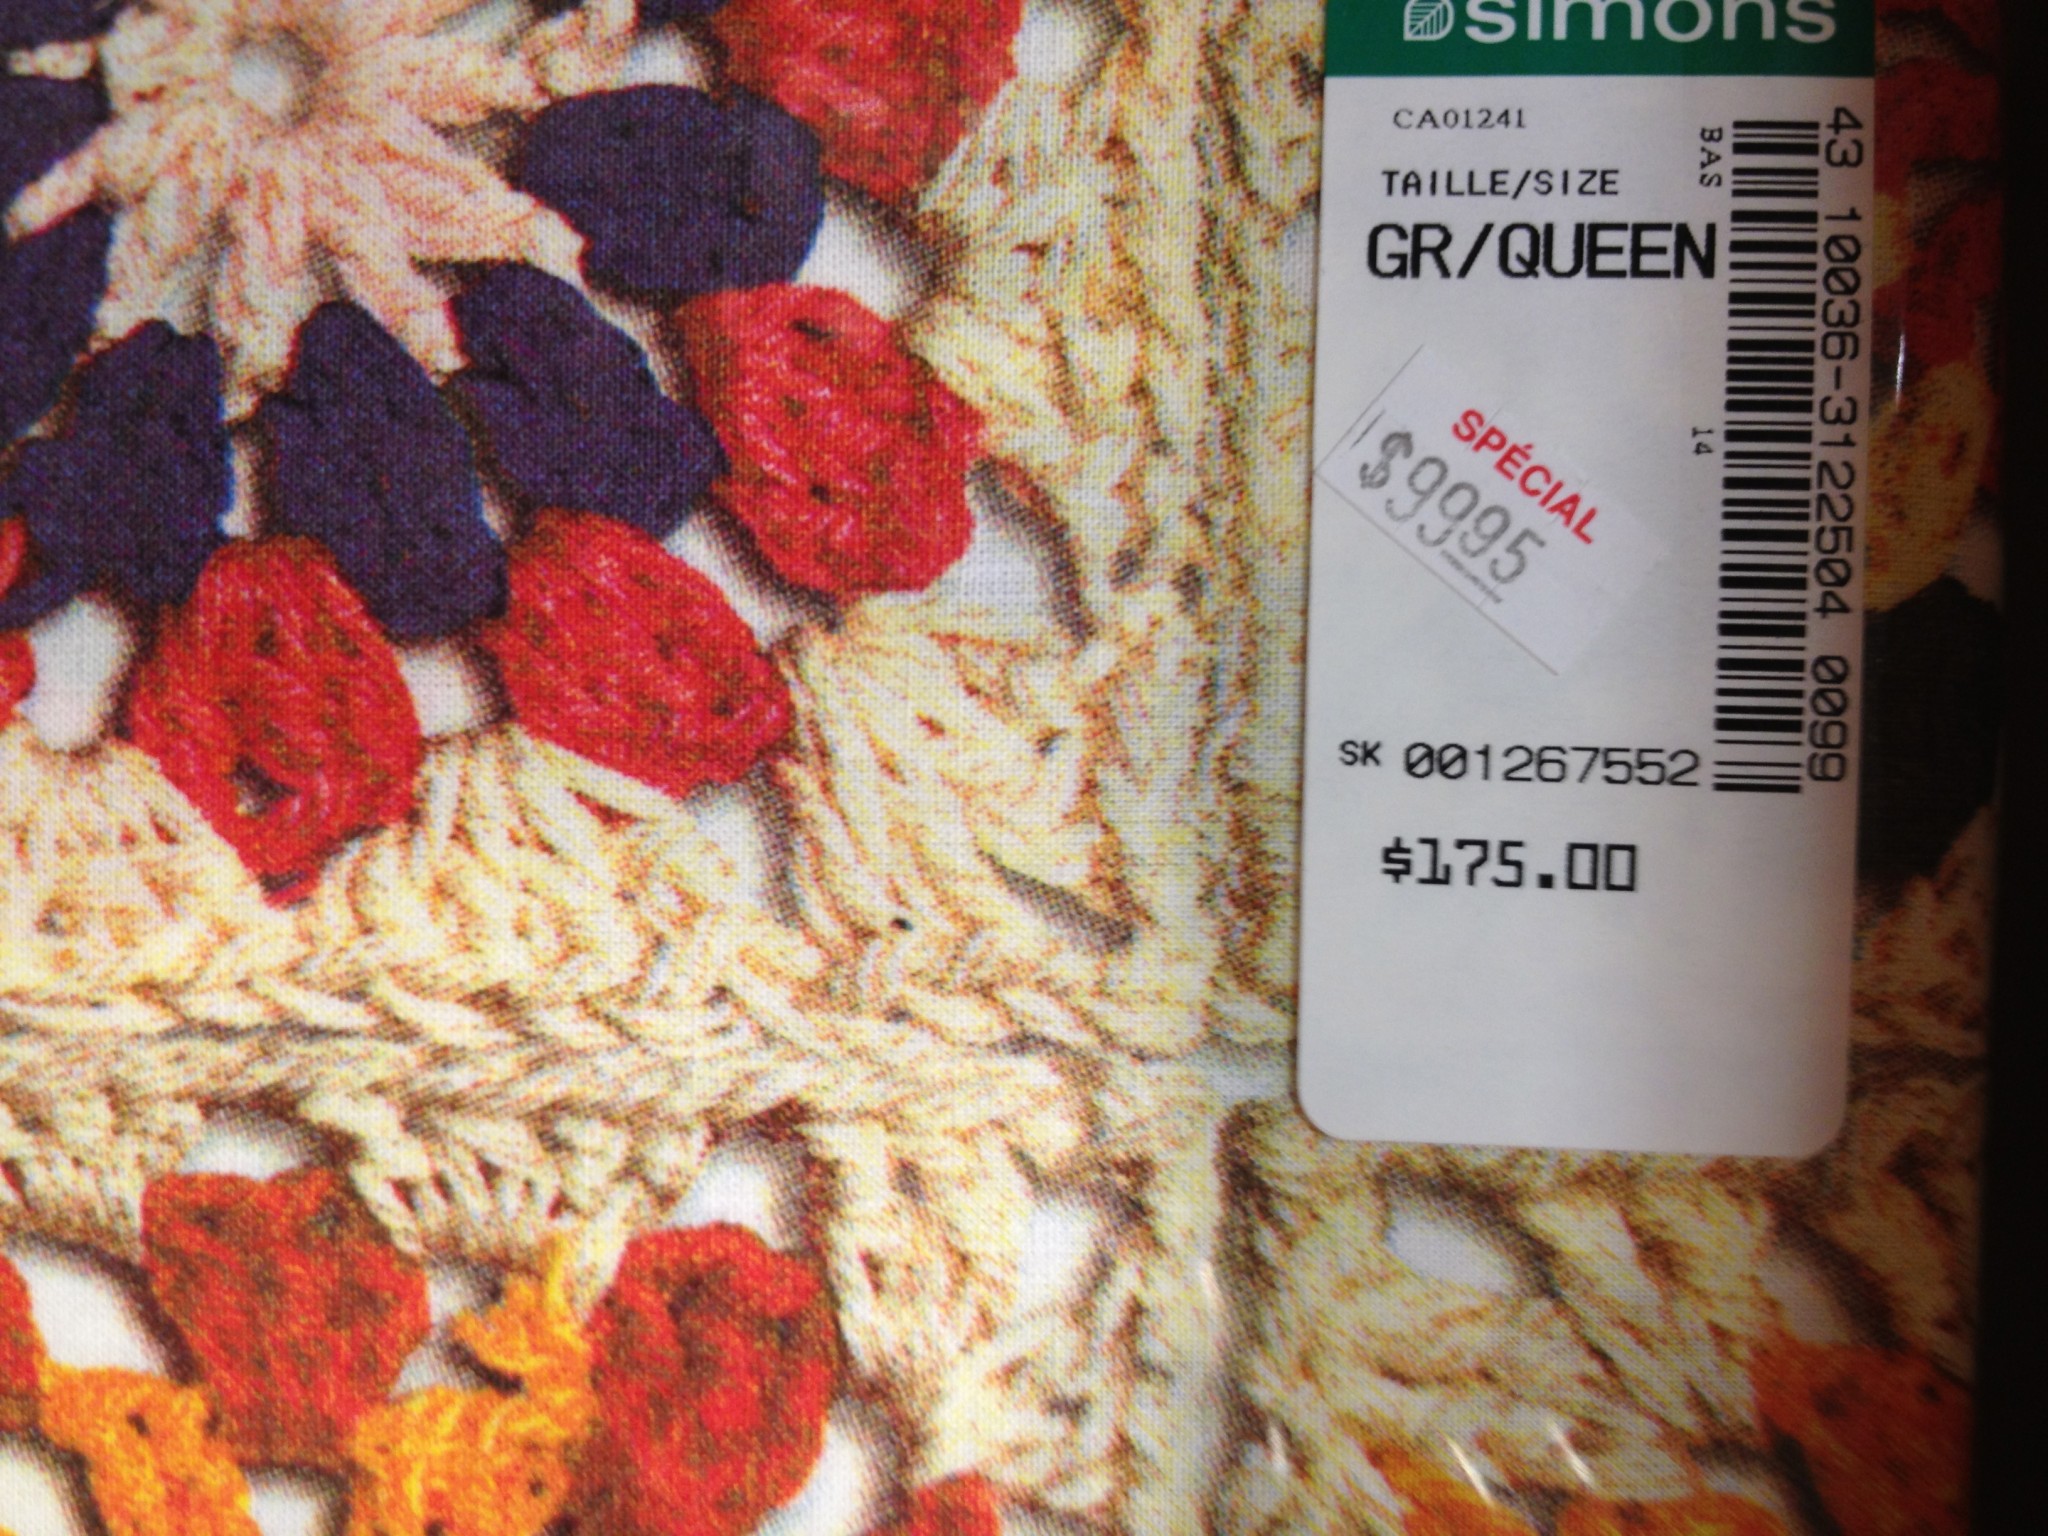 simons
CA01241
TAILLE/SIZE
GR/QUEEN
SPÉCIAL
$9995
SK 001267552
$175.00
BAS
14
43 10036-3122504 0099